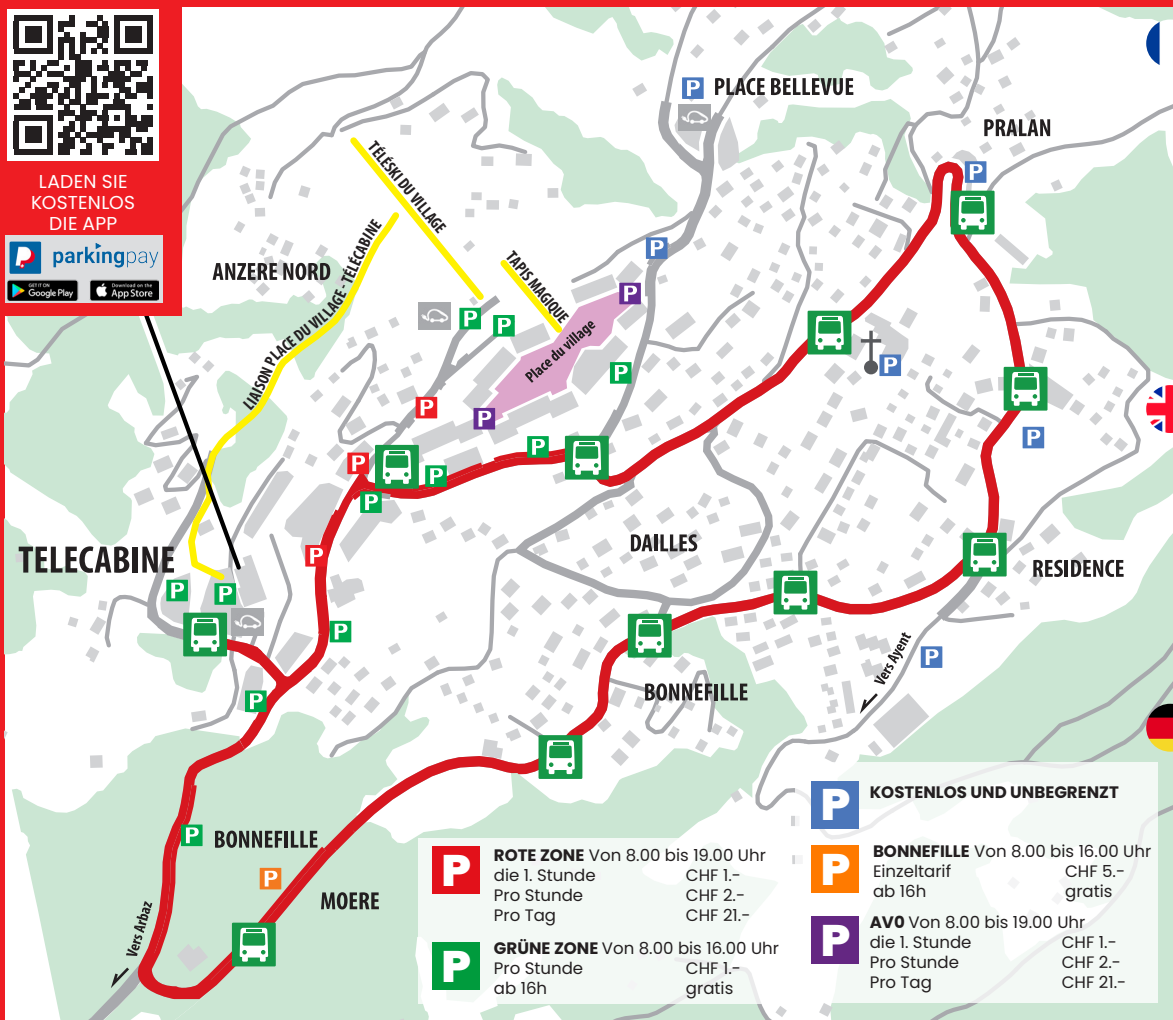 LADEN SIE
KOSTENLOS
DIE APP
parkingpay
GET IT ON
Google Play
Download on the
App Store
P PLACE BELLEVUE
PRALAN
P
TÉLÉSKI DU VILLAGE
LIAISON PLACE DU VILLAGE - TÉLÉCABINE
ANZERE NORD
P
TAPIS MAGIQUE
P
P
P
Place du village
P
P
P
P
P
P
P
P
P
DAILLES
P
TELECABINE
RESIDENCE
P
P
P
Vers Ayent
P
BONNEFILLE
P
P
BONNEFILLE
P
MOERE
Vers Arbaz
P ROTE ZONE Von 8.00 bis 19.00 Uhr
die 1. Stunde CHF 1.-
Pro Stunde CHF 2.-
Pro Tag CHF 21.-
P GRÜNE ZONE Von 8.00 bis 16.00 Uhr
Pro Stunde CHF 1.-
ab 16h gratis
P KOSTENLOS UND UNBEGRENZT
P BONNEFILLE Von 8.00 bis 16.00 Uhr
Einzeltarif CHF 5.-
ab 16h gratis
P AV0 Von 8.00 bis 19.00 Uhr
die 1. Stunde CHF 1.-
Pro Stunde CHF 2.-
Pro Tag CHF 21.-